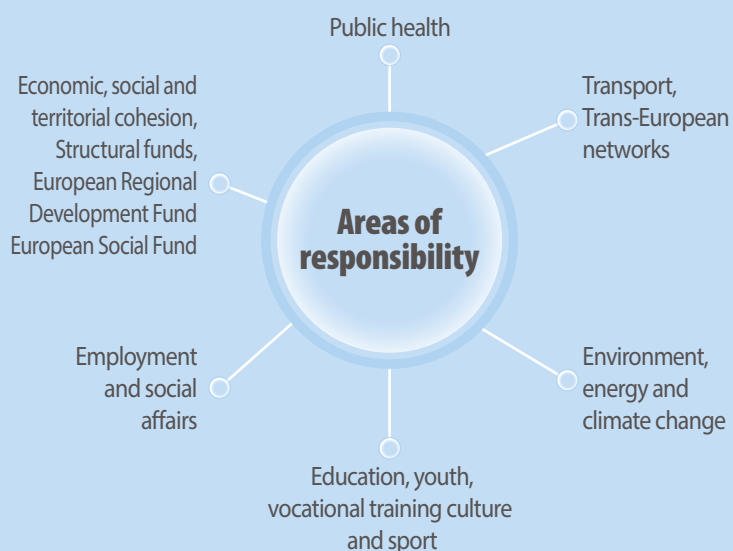 Public health
Economic, social and
territorial cohesion,
Structural funds,
European Regional
Development Fund
European Social Fund
Transport,
Trans-European
networks
Areas of
responsibility
Employment
and social
affairs
Environment,
energy and
climate change
Education, youth,
vocational training culture
and sport